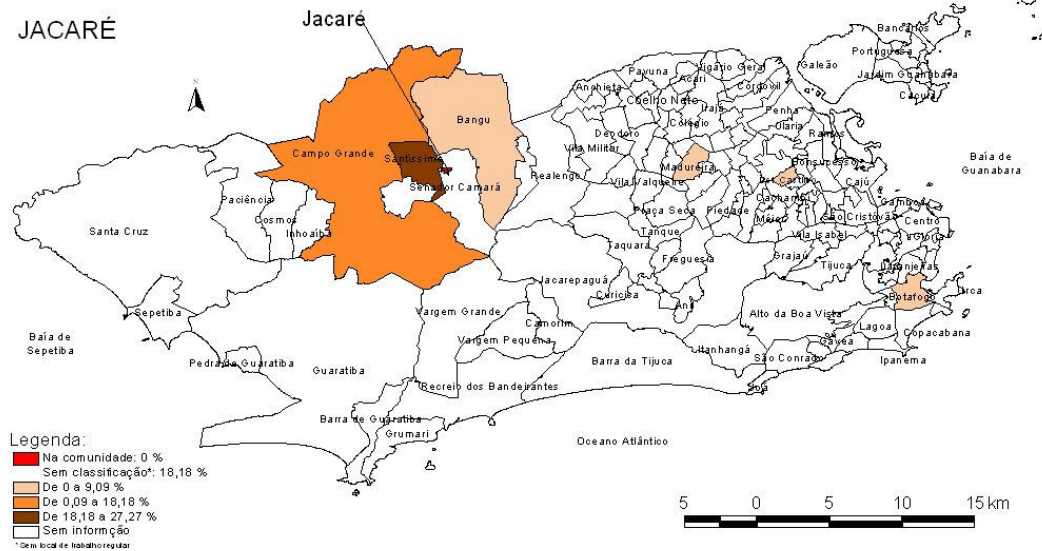 JACARÉ
Jacaré
N
Bancários
Portuguesa
Galeão
Jardim Guanabara
Cacuia
Pavuna
Vigário Geral
Acari
Anchieta
Cordovil
Coelho Neto
Irajá
Penha
Colégio
Olaria
Bangu
Deodoro
Ramos
Vila Militar
Campo Grande
Santíssimo
Bonsucesso
Baía de
Guanabara
Madureira
Realengo
Senador Camará
Vila Valqueire
Cajú
Cachambi
Paciência
Praça Seca
Piedade
Méier
São Cristóvão
Gamboa
Cosmos
Centro
Santa Cruz
Inhoaíba
Tanque
Vila Isabel
Glória
Taquara
Grajaú
Freguesia
Tijuca
Laranjeiras
Jacarepaguá
Curicica
Anil
Botafogo
Urca
Sepetiba
Vargem Grande
Camorim
Alto da Boa Vista
Lagoa
Copacabana
Baía de
Sepetiba
Vargem Pequena
Gávea
Itanhangá
São Conrado
Ipanema
Pedra de Guaratiba
Guaratiba
Barra da Tijuca
Recreio dos Bandeirantes
Joá
Barra de Guaratiba
Grumari
Oceano Atlântico
Legenda:
Na comunidade: 0 %
Sem classificação*: 18,18 %
De 0 a 9,09 %
De 0,09 a 18,18 %
De 18,18 a 27,27 %
Sem informção
* Sem local de trabalho regular
5 0 5 10 15 km